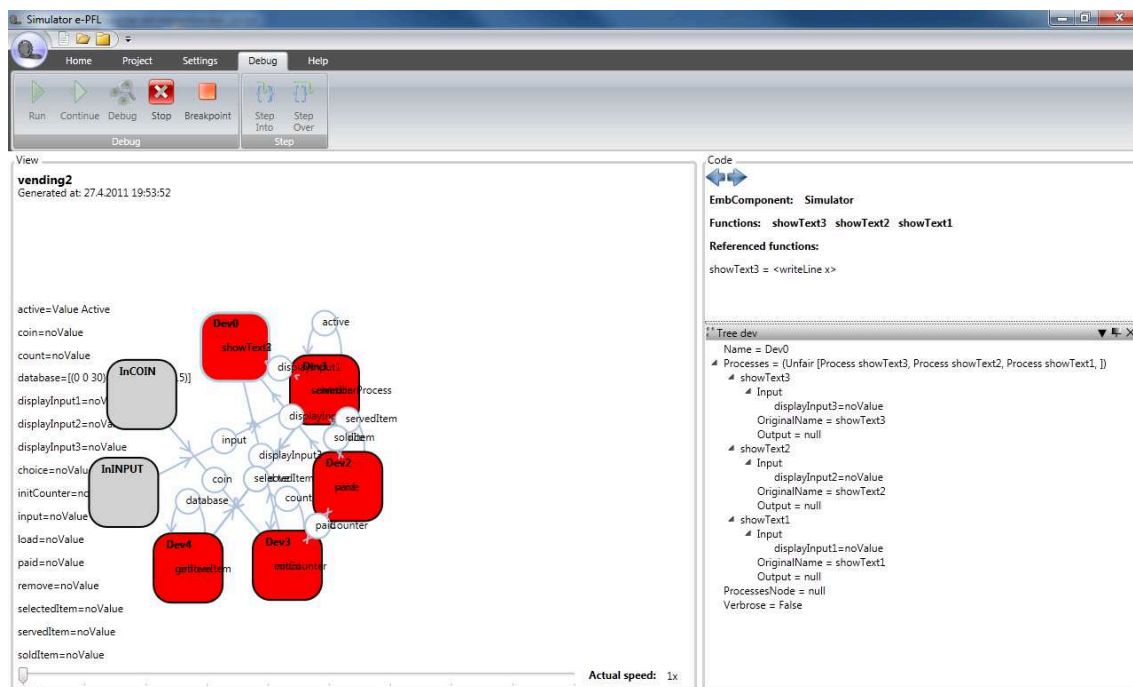 Simulator e-PFL
Home Project Settings Debug Help
Run Continue Debug Stop Breakpoint Step Into Step Over
Debug Step
View
vending2
Generated at: 27.4.2011 19:53:52
active=Value Active
coin=noValue
count=noValue
database=[(0 0 30) 5)]
displayInput1=noV
displayInput2=noVa
displayInput3=noValue
choice=noValu
initCounter=no
input=noValue
load=noValue
paid=noValue
remove=noValue
selectedItem=noValue
servedItem=noValue
soldItem=noValue
InCOIN
InINPUT
Dev0
active
displayInput1
Process
servedItem
input
displayInput3
Dev2
coin
database
count
Dev4
Dev3
Actual speed: 1x
Code
EmbComponent: Simulator
Functions: showText3 showText2 showText1
Referenced functions:
showText3 = <writeLine x>
Tree dev
Name = Dev0
Processes = (Unfair [Process showText3, Process showText2, Process showText1, ])
showText3
Input
displayInput3=noValue
OriginalName = showText3
Output = null
showText2
Input
displayInput2=noValue
OriginalName = showText2
Output = null
showText1
Input
displayInput1=noValue
OriginalName = showText1
Output = null
ProcessesNode = null
Verbrose = False